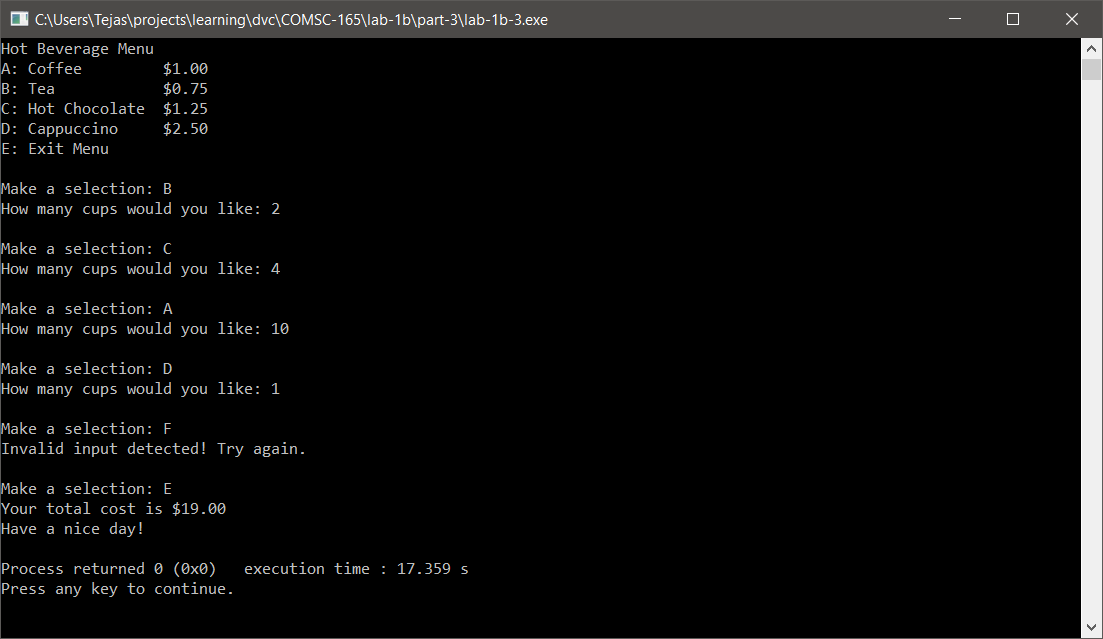 C:\Users\Tejas\projects\learning\dvc\COMSC-165\lab-1b\part-3\lab-1b-3.exe
Hot Beverage Menu
A: Coffee         $1.00
B: Tea            $0.75
C: Hot Chocolate  $1.25
D: Cappuccino     $2.50
E: Exit Menu

Make a selection: B
How many cups would you like: 2

Make a selection: C
How many cups would you like: 4

Make a selection: A
How many cups would you like: 10

Make a selection: D
How many cups would you like: 1

Make a selection: F
Invalid input detected! Try again.

Make a selection: E
Your total cost is $19.00
Have a nice day!

Process returned 0 (0x0)   execution time : 17.359 s
Press any key to continue.